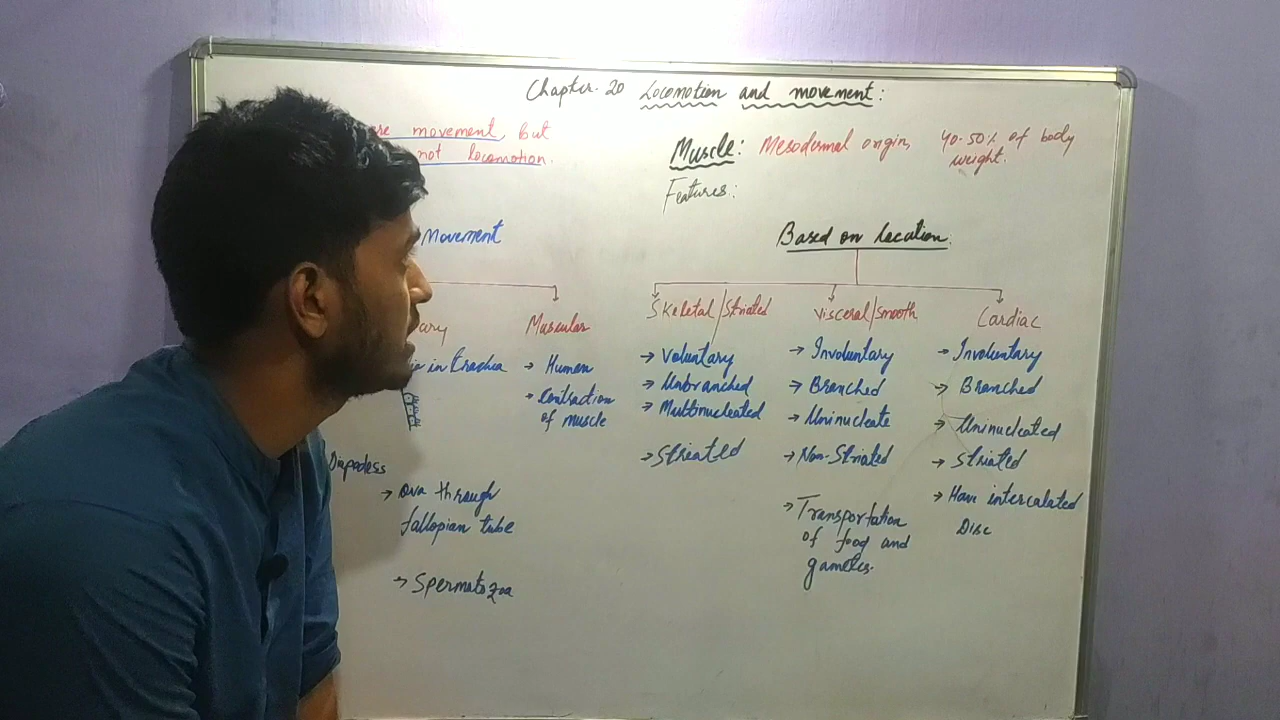 Chapter. 20 Locomotion and movement:
movement, but
not locomotion.
Muscle: Mesodermal origin, 40-50% of body
weight.
Features:
Movement
Based on location.
Muscular
Skeletal/Striated
Visceral/Smooth
Cardiac
in trachea
→ Human
→ Contraction
of muscle
→ Voluntary
→ Unbranched
→ Multinucleated
→ Striated
→ Involuntary
→ Branched
→ Uninucleate
→ Non-Striated
→ Transportation
of food and
gametes.
→ Involuntary
→ Branched
→ Uninucleated
→ Striated
→ Have intercalated
Disc
→ Ova through
fallopian tube
→ Spermatozoa